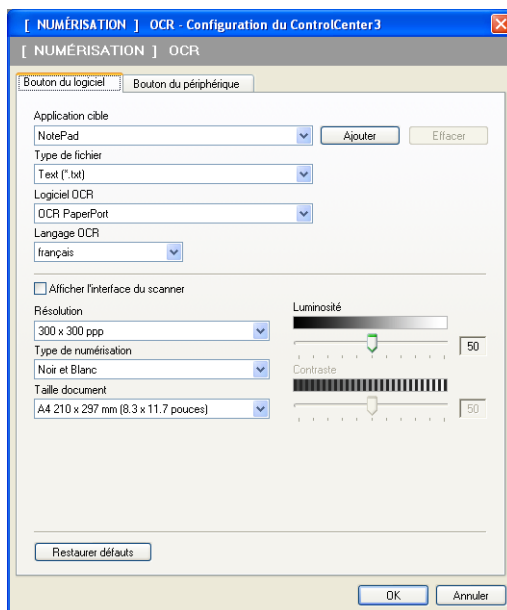 [ NUMÉRISATION ] OCR - Configuration du ControlCenter3
[ NUMÉRISATION ] OCR
Bouton du logiciel Bouton du périphérique
Application cible
NotePad Ajouter Effacer
Type de fichier
Text (*.txt)
Logiciel OCR
OCR PaperPort
Langage OCR
français
Afficher l'interface du scanner
Résolution Luminosité
300 x 300 ppp 50
Type de numérisation Contraste
Noir et Blanc
Taille document
A4 210 x 297 mm (8.3 x 11.7 pouces) 50
Restaurer défauts
OK Annuler